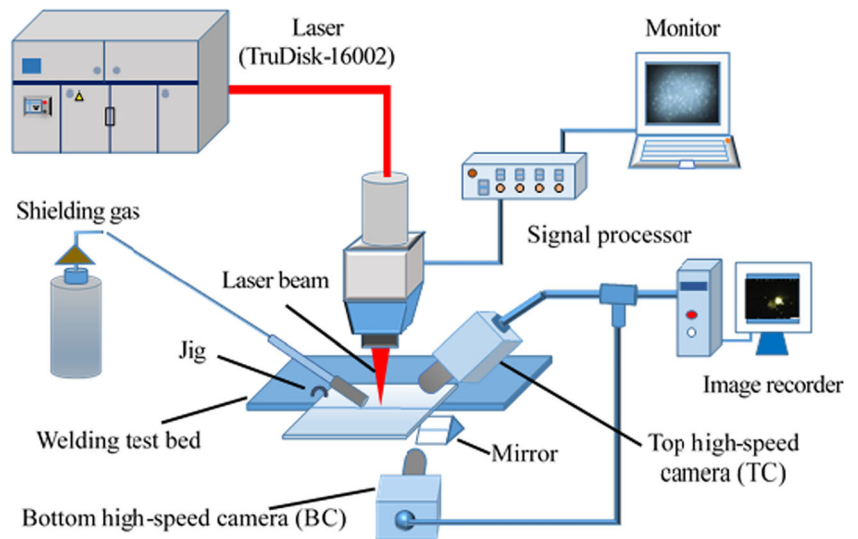 Laser
(TruDisk-16002)
Monitor
Shielding gas
Signal processor
Laser beam
Jig
Image recorder
Welding test bed
Mirror
Top high-speed
camera (TC)
Bottom high-speed camera (BC)